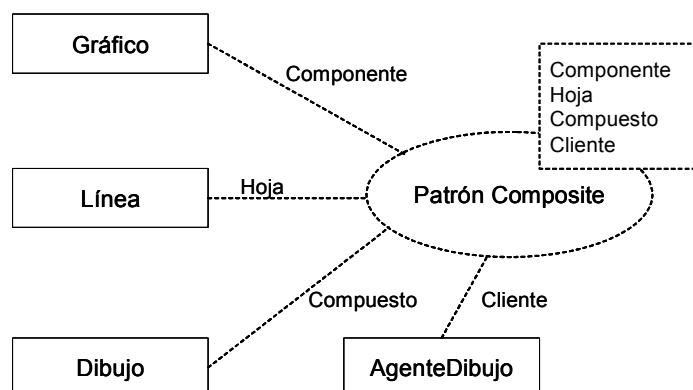 Gráfico
Componente
Componente
Hoja
Compuesto
Cliente
Línea
Hoja
Patrón Composite
Compuesto
Cliente
Dibujo
AgenteDibujo